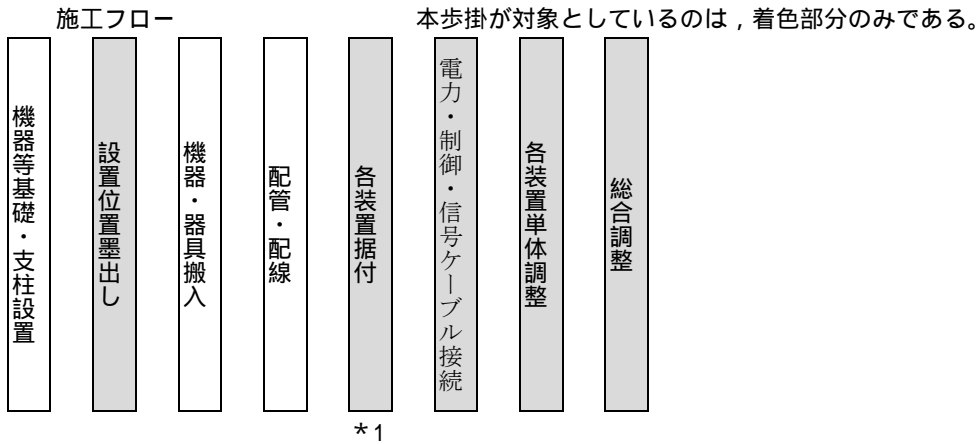 施工フロー
本歩掛が対象としているのは，着色部分のみである。
機器等基礎・支柱設置
設置位置墨出し
機器・器具搬入
配管・配線
各装置据付
電力・制御・信号ケーブル接続
各装置単体調整
総合調整
*1